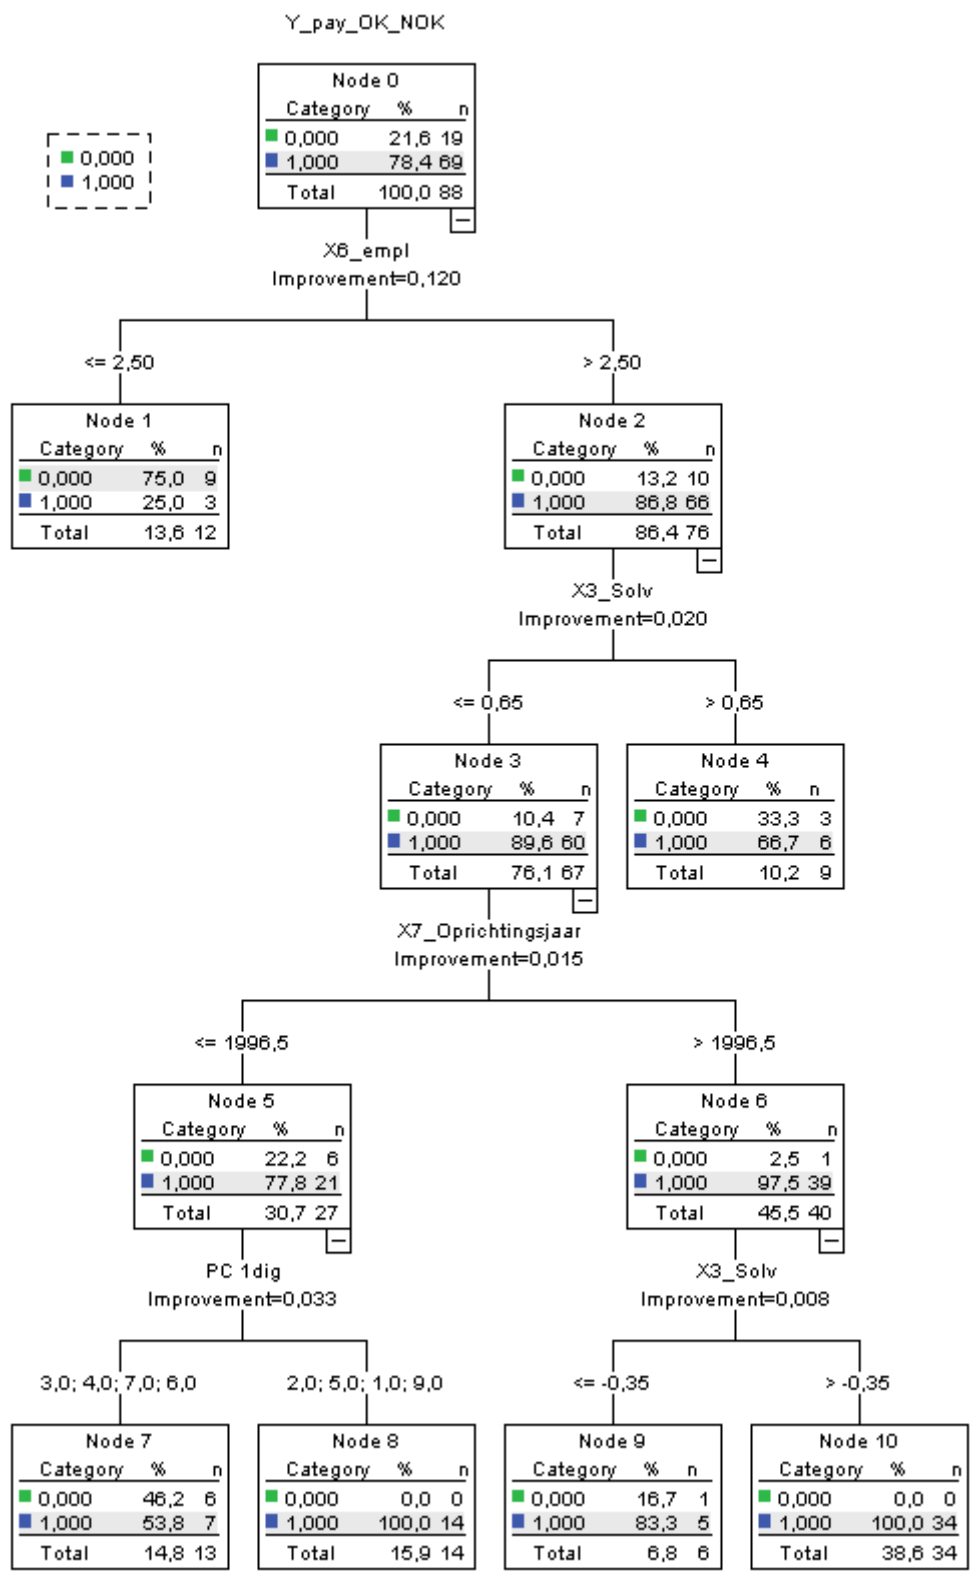 Y_pay_OK_NOK
Node 0
Category % n
0,000 21,6 19
1,000 78,4 69
Total 100,0 88
0,000
1,000
X6_empl
Improvement=0,120
<= 2,50
> 2,50
Node 1
Category % n
0,000 75,0 9
1,000 25,0 3
Total 13,6 12
Node 2
Category % n
0,000 13,2 10
1,000 86,8 66
Total 86,4 76
X3_Solv
Improvement=0,020
<= 0,65
> 0,65
Node 3
Category % n
0,000 10,4 7
1,000 89,6 60
Total 76,1 67
Node 4
Category % n
0,000 33,3 3
1,000 66,7 6
Total 10,2 9
X7_Oprichtingsjaar
Improvement=0,015
<= 1996,5
> 1996,5
Node 5
Category % n
0,000 22,2 6
1,000 77,8 21
Total 30,7 27
Node 6
Category % n
0,000 2,5 1
1,000 97,5 39
Total 45,5 40
PC 1dig
Improvement=0,033
X3_Solv
Improvement=0,008
3,0; 4,0; 7,0; 6,0
2,0; 5,0; 1,0; 9,0
<= -0,35
> -0,35
Node 7
Category % n
0,000 46,2 6
1,000 53,8 7
Total 14,8 13
Node 8
Category % n
0,000 0,0 0
1,000 100,0 14
Total 15,9 14
Node 9
Category % n
0,000 16,7 1
1,000 83,3 5
Total 6,8 6
Node 10
Category % n
0,000 0,0 0
1,000 100,0 34
Total 38,6 34